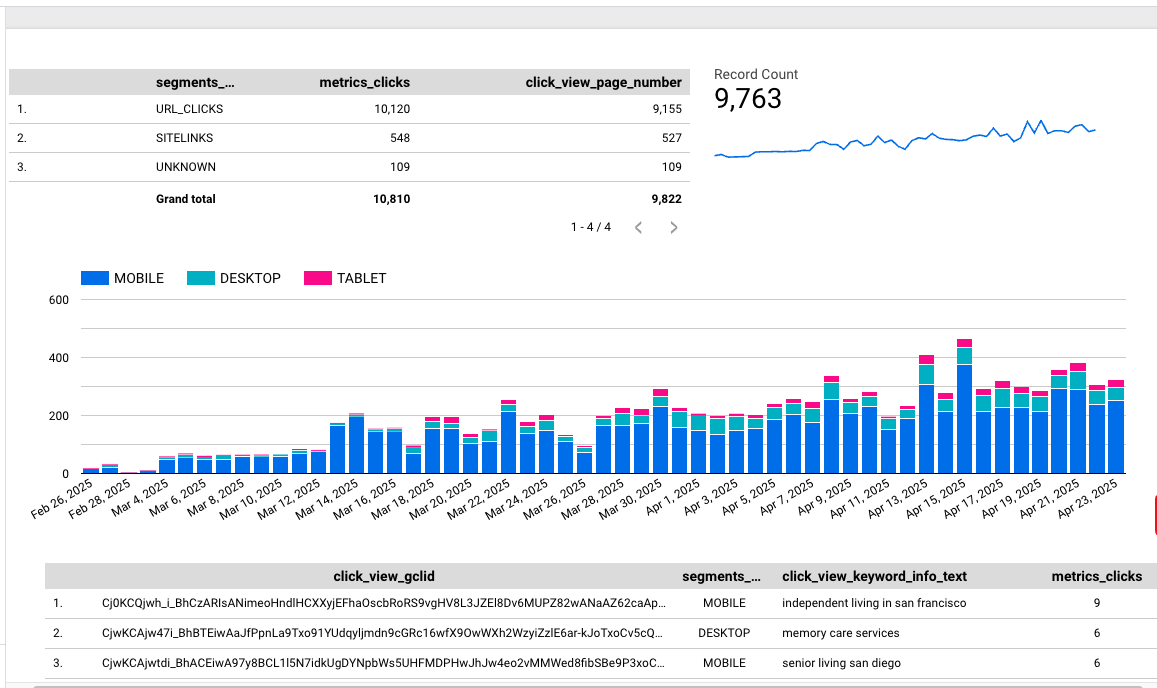 segments_... metrics_clicks click_view_page_number
1. URL_CLICKS 10,120 9,155
2. SITELINKS 548 527
3. UNKNOWN 109 109
Grand total 10,810 9,822
1 - 4 / 4
Record Count
9,763
MOBILE DESKTOP TABLET
600
400
200
0
Feb 26, 2025 Feb 28, 2025 Mar 4, 2025 Mar 6, 2025 Mar 8, 2025 Mar 10, 2025 Mar 12, 2025 Mar 14, 2025 Mar 16, 2025 Mar 18, 2025 Mar 20, 2025 Mar 22, 2025 Mar 24, 2025 Mar 26, 2025 Mar 28, 2025 Mar 30, 2025 Apr 1, 2025 Apr 3, 2025 Apr 5, 2025 Apr 7, 2025 Apr 9, 2025 Apr 11, 2025 Apr 13, 2025 Apr 15, 2025 Apr 17, 2025 Apr 19, 2025 Apr 21, 2025 Apr 23, 2025
click_view_gclid segments_... click_view_keyword_info_text metrics_clicks
1. MOBILE independent living in san francisco 9
2. DESKTOP memory care services 6
3. MOBILE senior living san diego 6